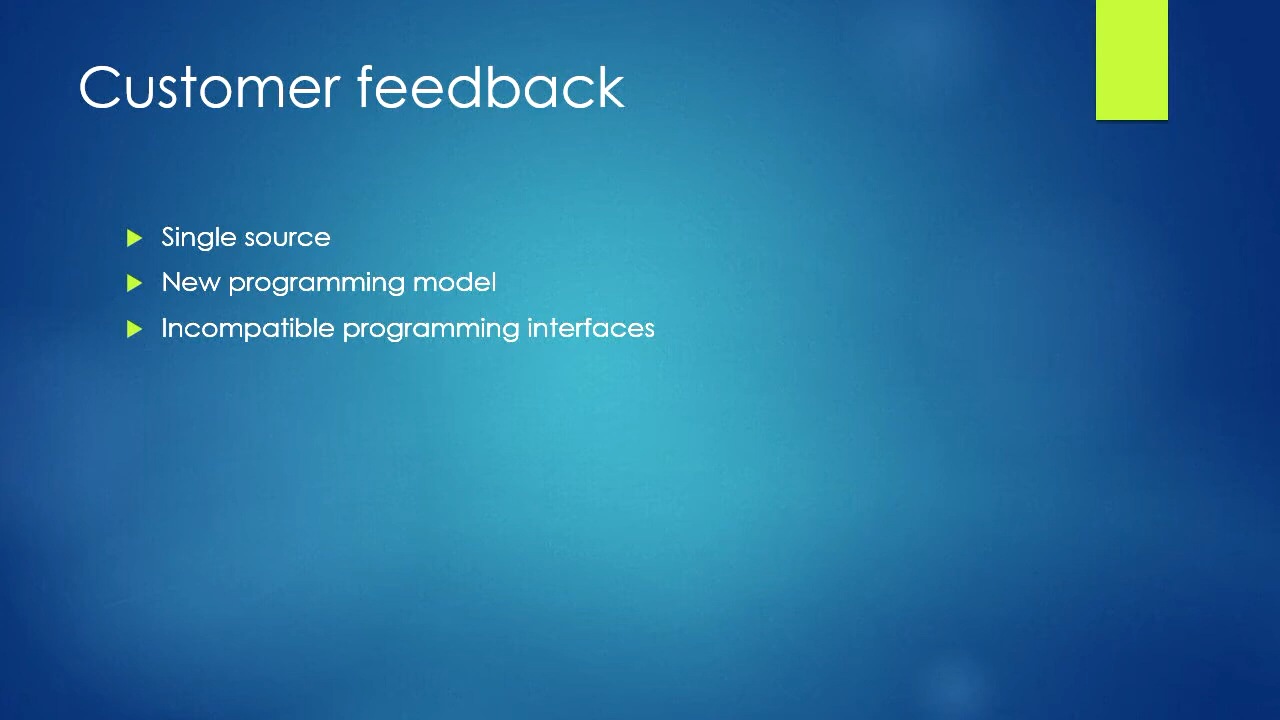 Customer feedback
Single source
New programming model
Incompatible programming interfaces